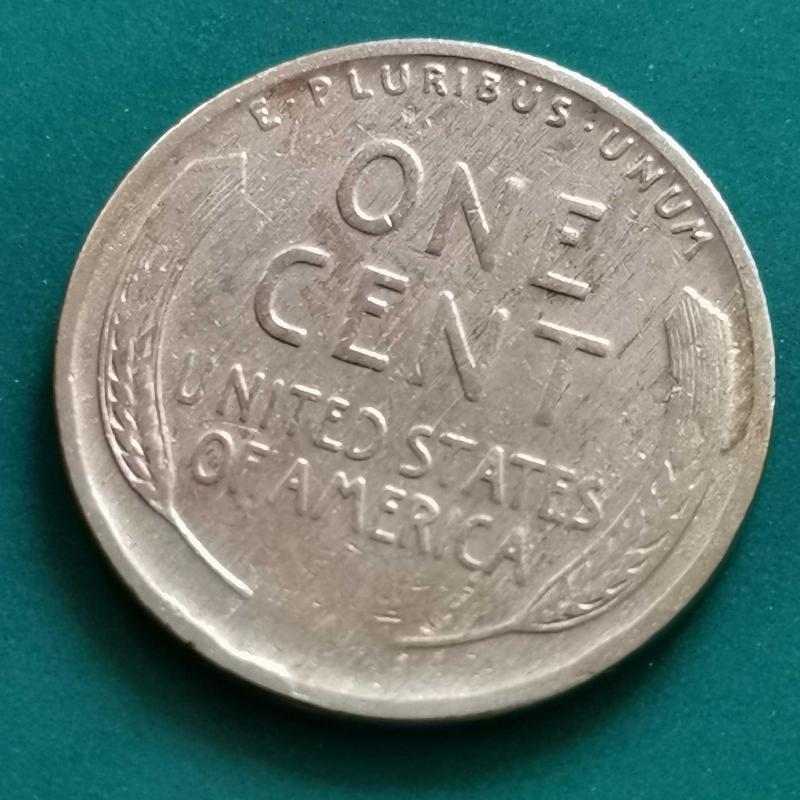 E·PLURIBUS·UNUM
ONE
CENT
UNITED STATES
OF AMERICA